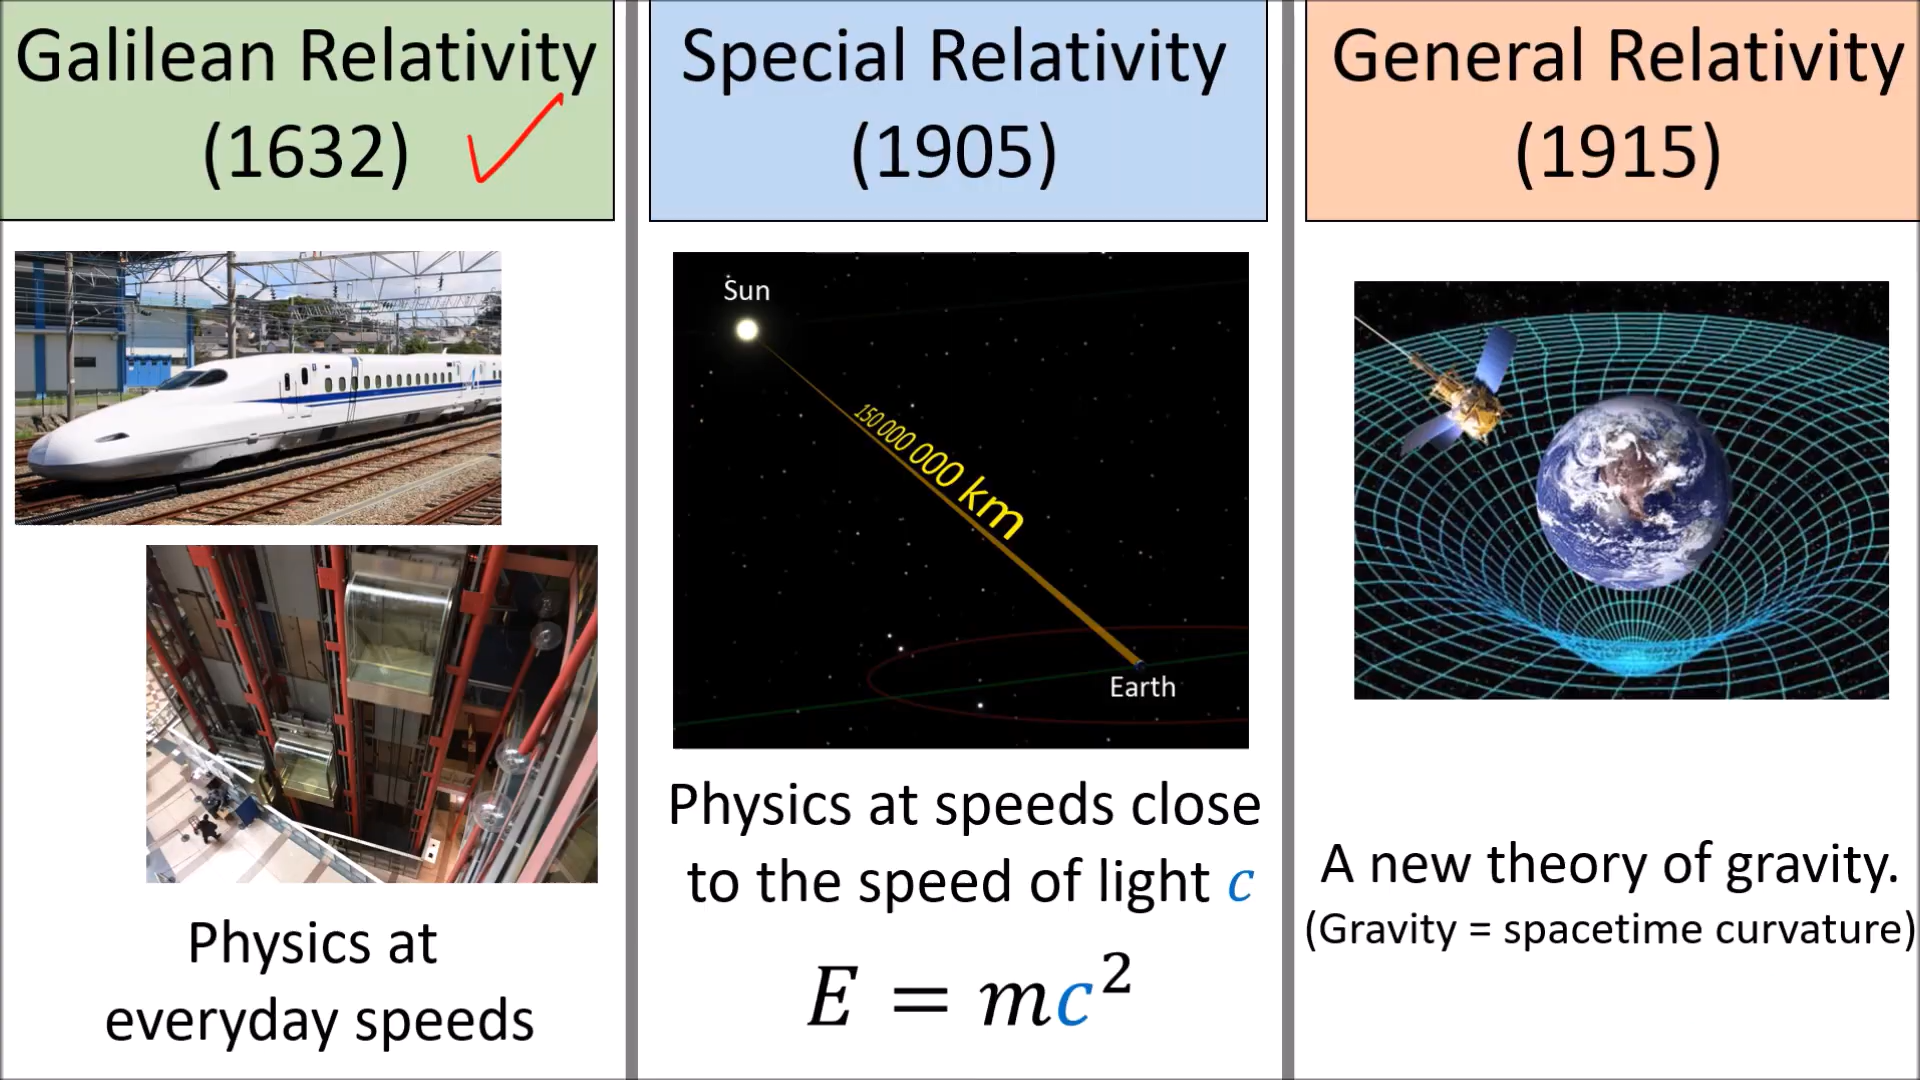 Galilean Relativity
(1632)
Special Relativity
(1905)
General Relativity
(1915)
Sun
150 000 000 km
Earth
Physics at
everyday speeds
Physics at speeds close
to the speed of light c
E = mc²
A new theory of gravity.
(Gravity = spacetime curvature)